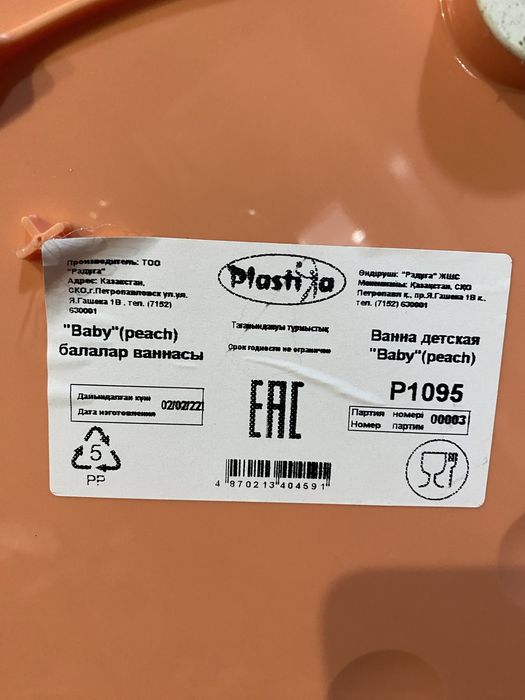 Производитель: ТОО
"Радуга"
Адрес: Казахстан,
СКО,г.Петропавловск ул.ул.
Я.Гашека 1В . тел. (7152)
630001
Plastika
Өндіруші: "Радуга" ЖШС
Мекенжайы: Қазақстан, СҚО
Петропавл қ., пр.Я.Гашека 1В к..
тел. (7152) 630001
"Baby"(peach)
балалар ваннасы
Тағайындауы тұрмыстық
Срок годности не ограничен
Ванна детская
"Baby"(peach)
Дайындалған күні
Дата изготовления
02/02/22
EAC
P1095
Партия номері
Номер партии
00003
5
PP
4 870213 404591